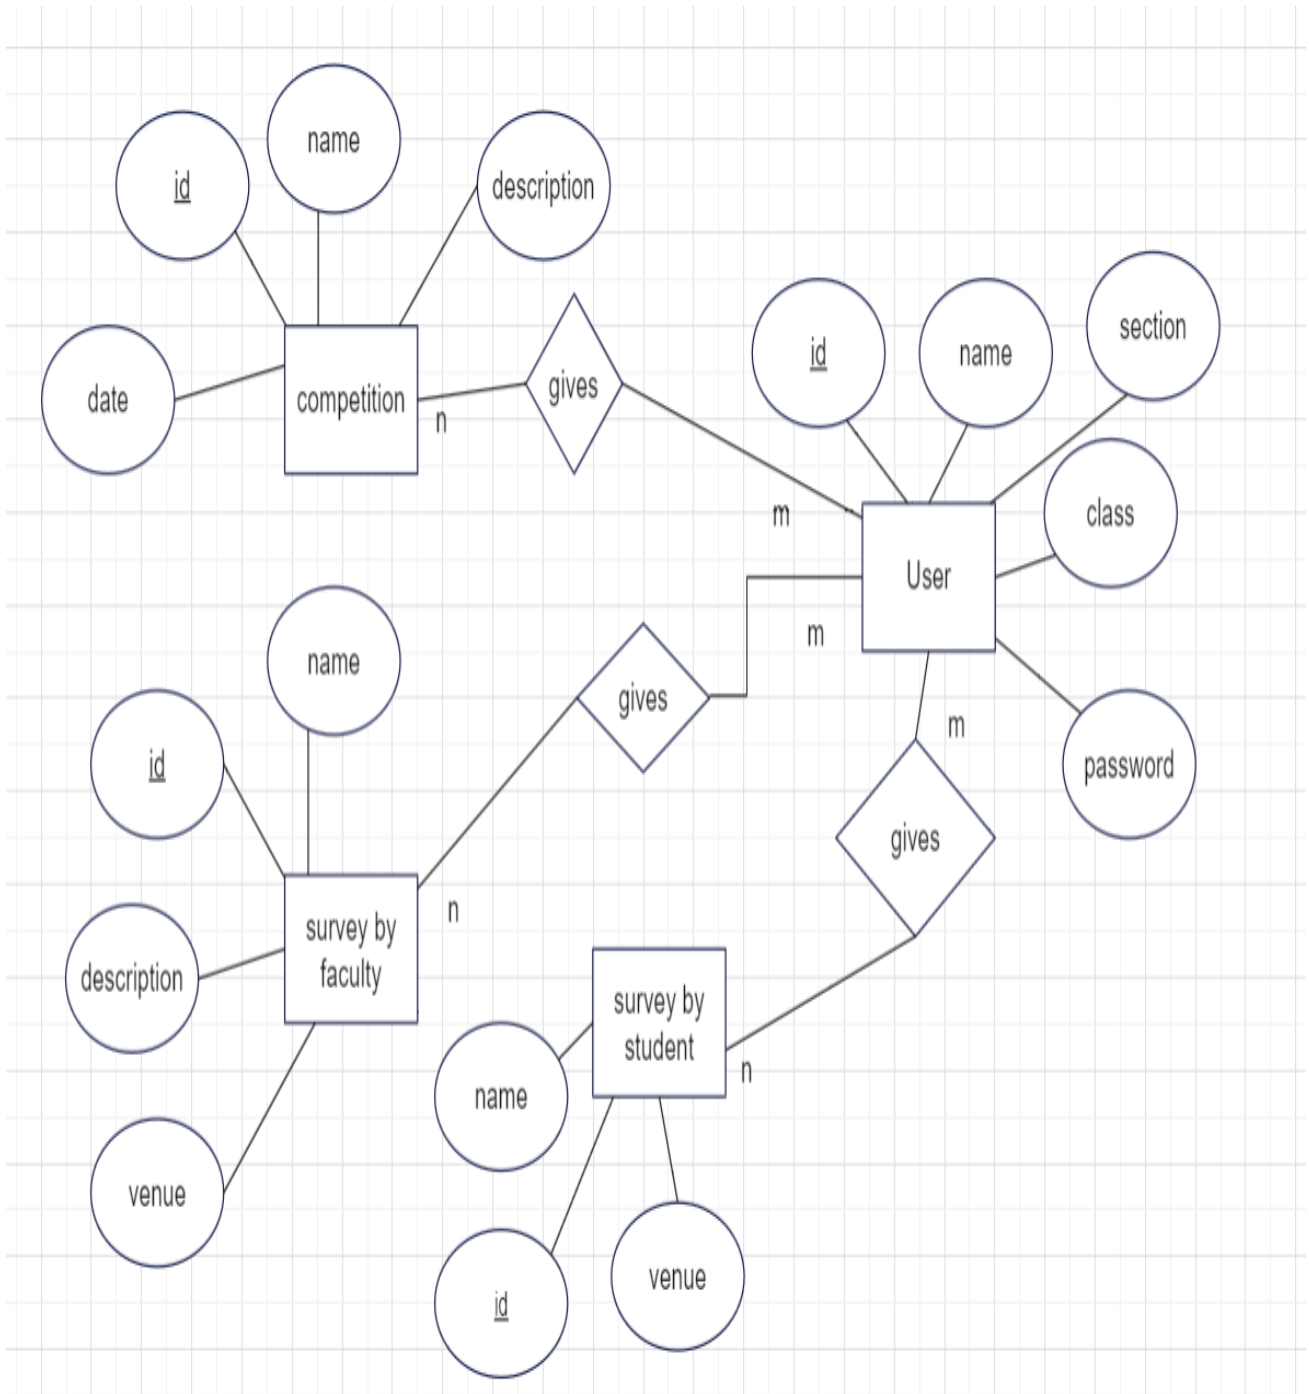 name
id
description
date
competition
gives
n
id
name
section
class
m
User
m
password
name
id
gives
m
gives
n
survey by
faculty
description
venue
survey by
student
n
name
id
venue